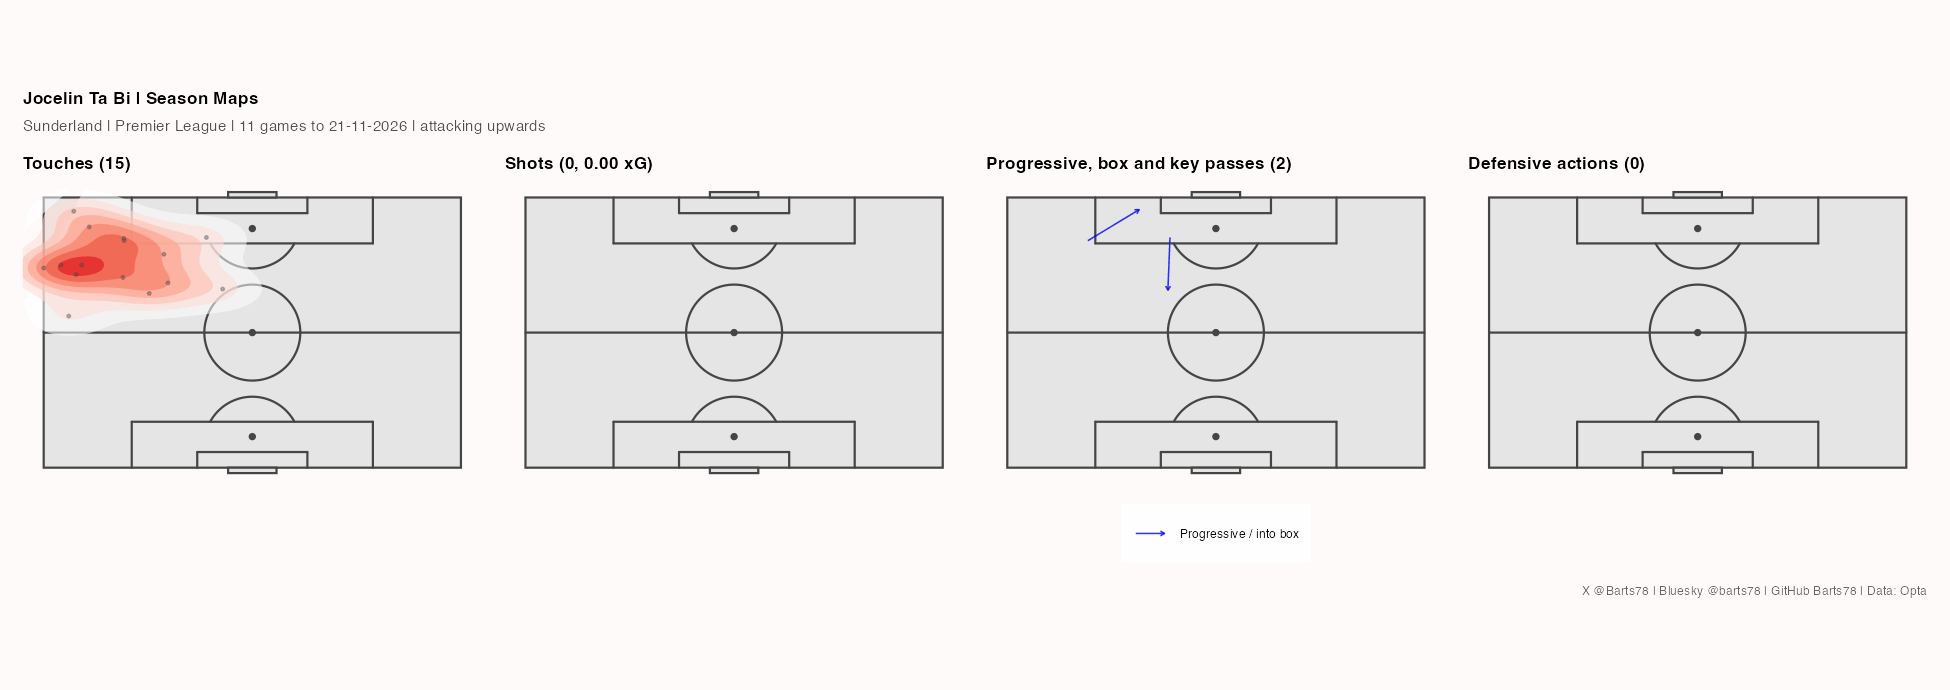 Jocelin Ta Bi | Season Maps
Sunderland | Premier League | 11 games to 21-11-2026 | attacking upwards
Touches (15)
Shots (0, 0.00 xG)
Progressive, box and key passes (2)
Defensive actions (0)
Progressive / into box
X @Barts78 | Bluesky @barts78 | GitHub Barts78 | Data: Opta